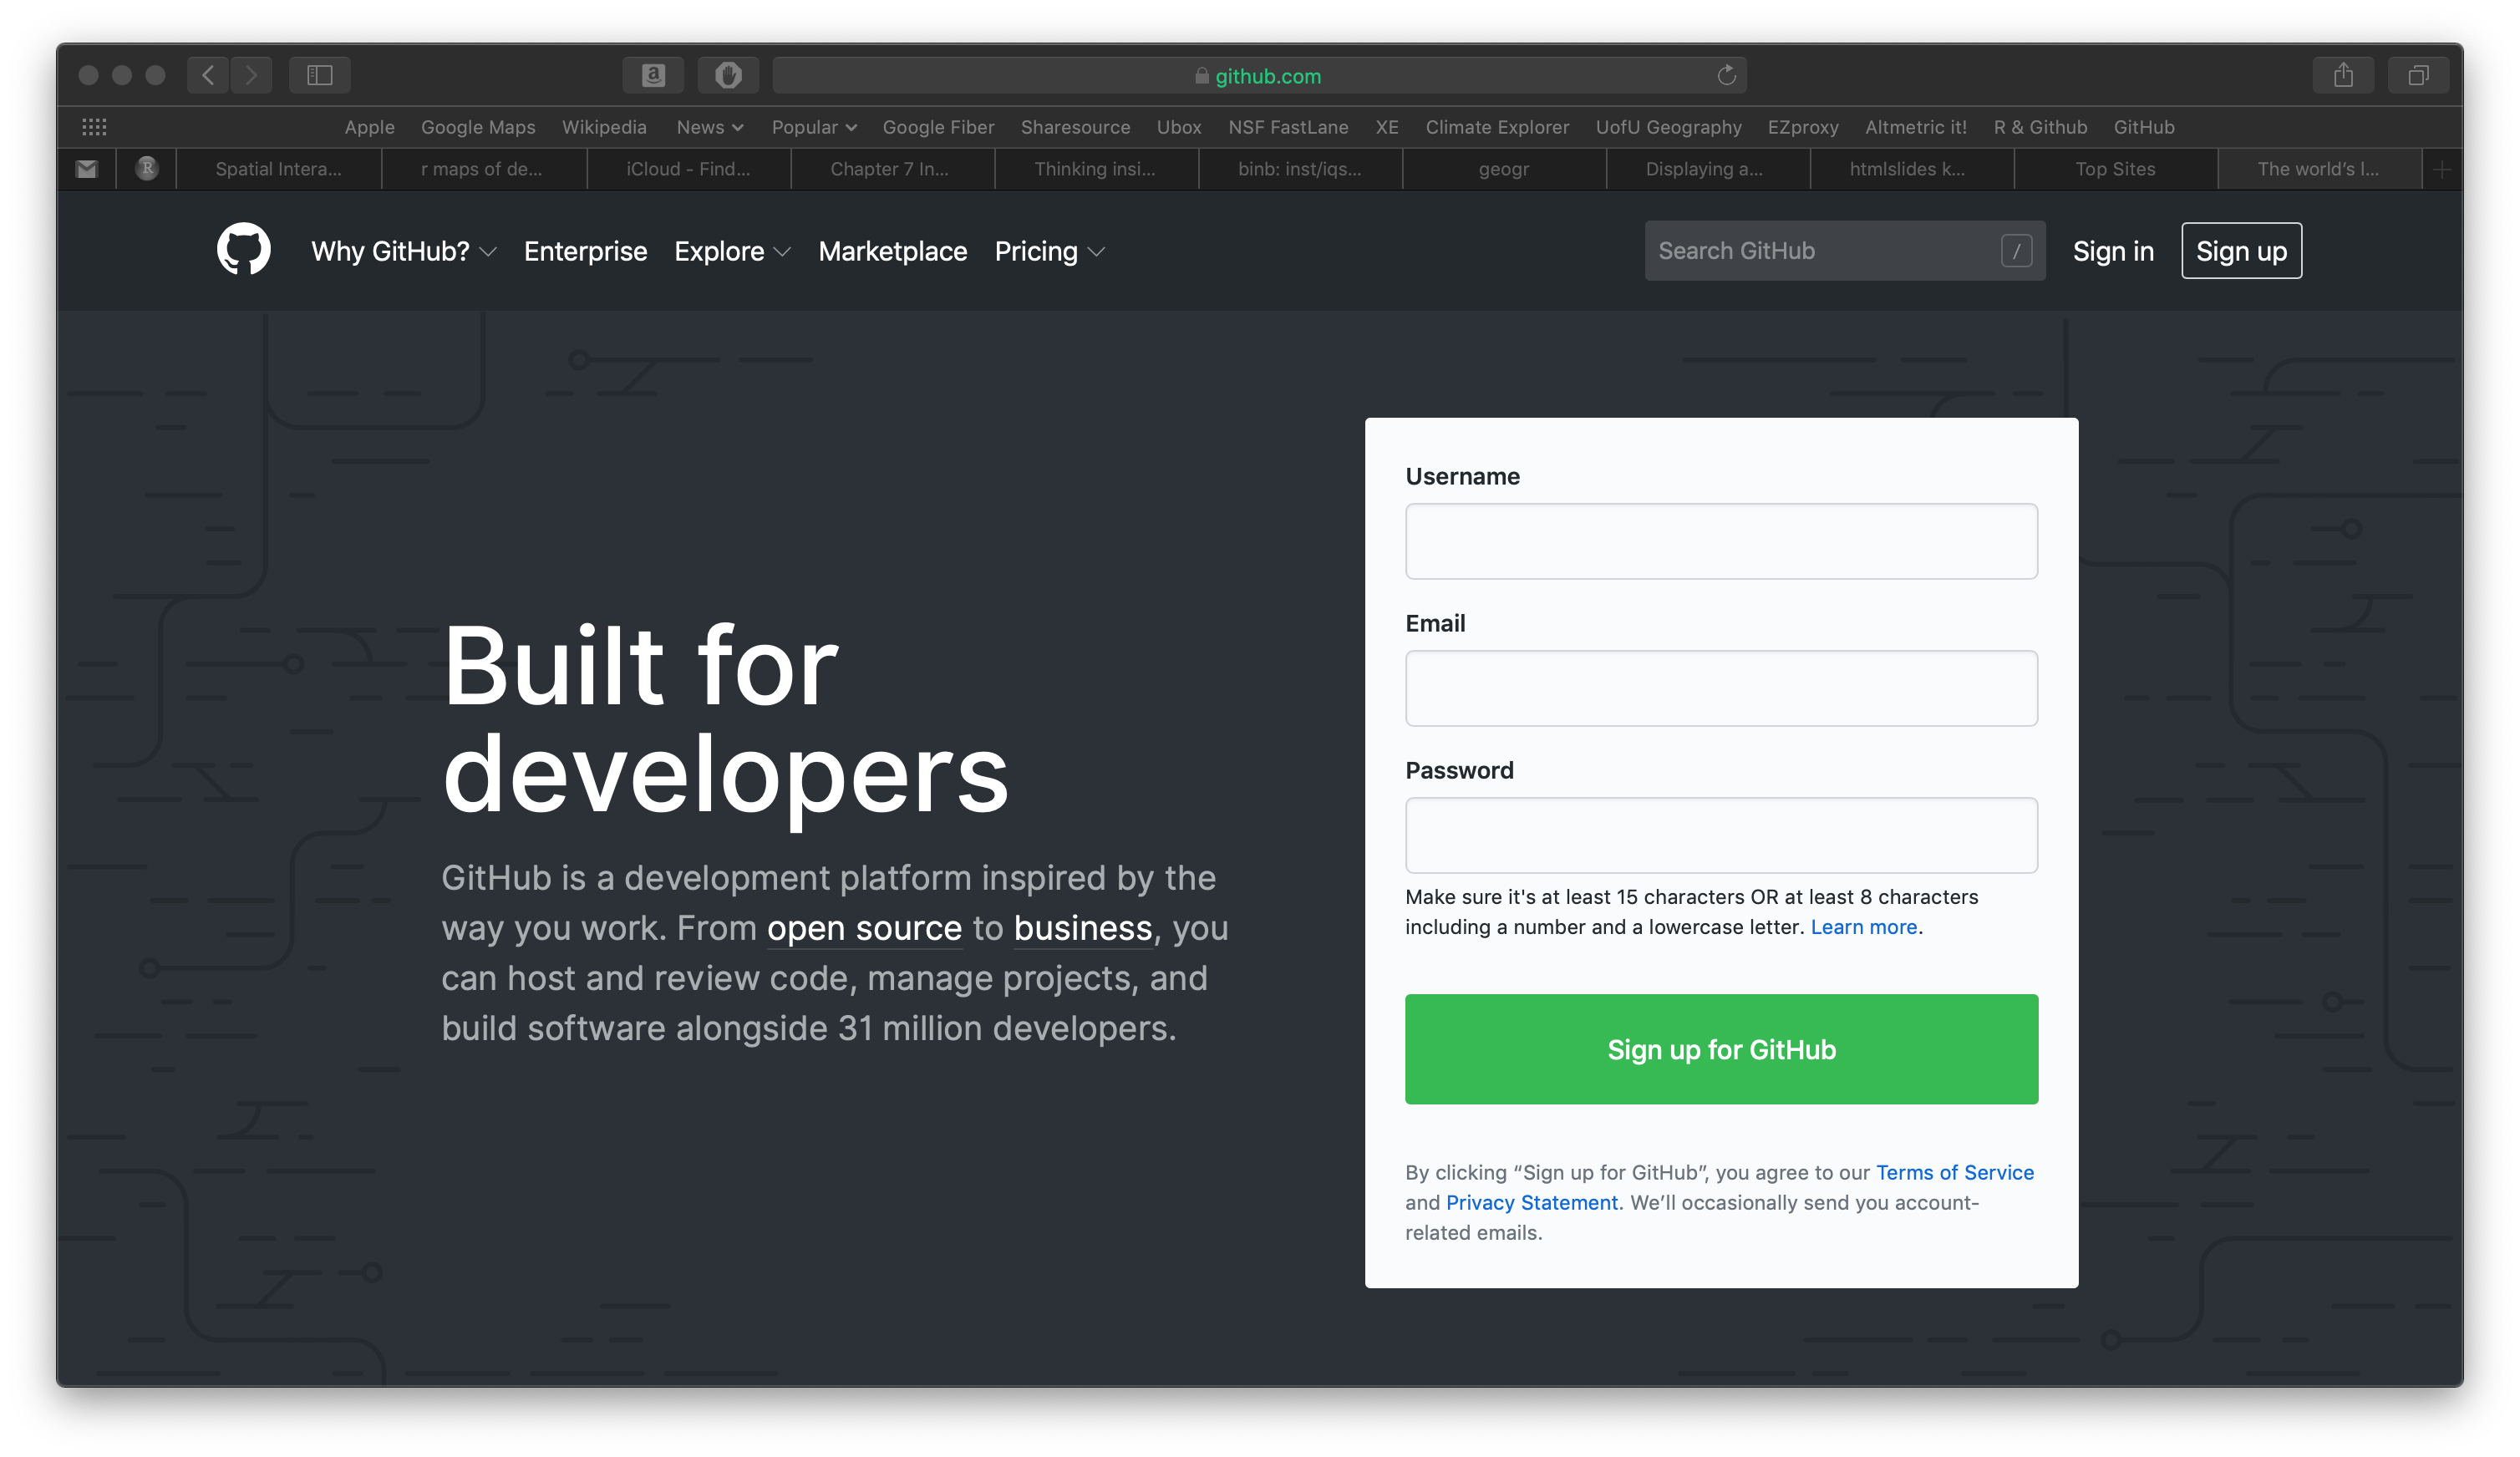 github.com
Apple Google Maps Wikipedia News Popular Google Fiber Sharesource Ubox NSF FastLane XE Climate Explorer UofU Geography EZproxy Altmetric it! R & Github GitHub
R Spatial Intera... r maps of de... iCloud - Find... Chapter 7 In... Thinking insi... binb: inst/iqs... geogr Displaying a... htmlslides k... Top Sites The world's l...
Why GitHub? Enterprise Explore Marketplace Pricing Search GitHub / Sign in Sign up
Built for
developers
GitHub is a development platform inspired by the
way you work. From open source to business, you
can host and review code, manage projects, and
build software alongside 31 million developers.
Username
Email
Password
Make sure it's at least 15 characters OR at least 8 characters
including a number and a lowercase letter. Learn more.
Sign up for GitHub
By clicking “Sign up for GitHub”, you agree to our Terms of Service
and Privacy Statement. We’ll occasionally send you account-
related emails.